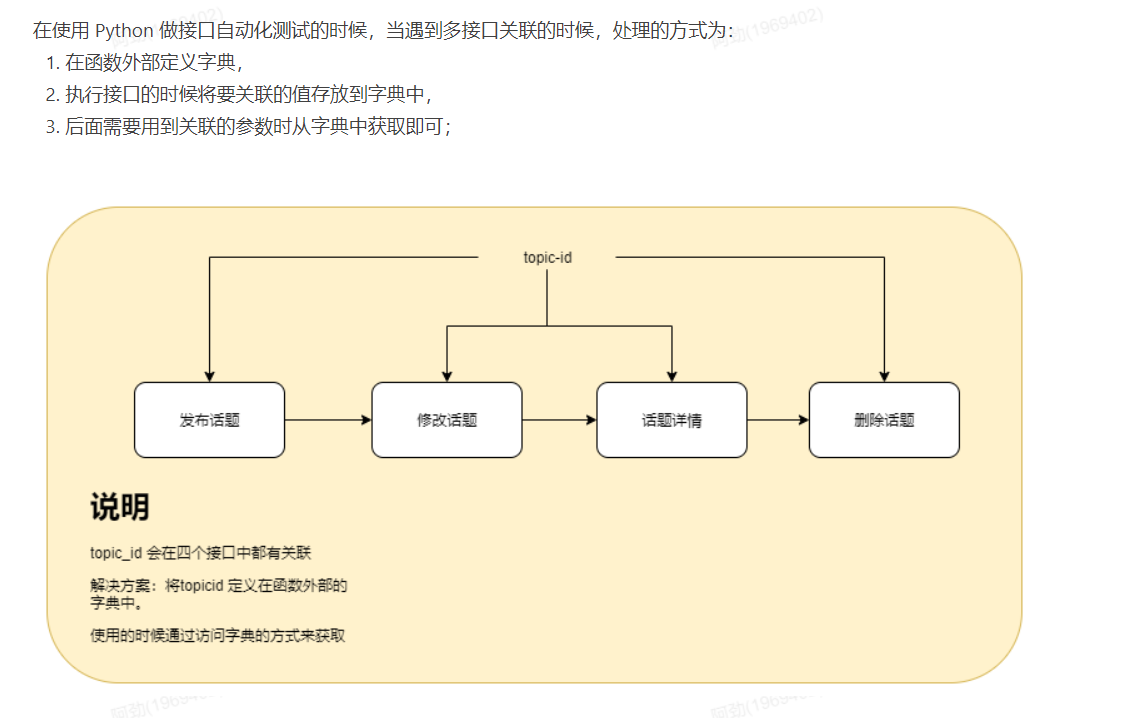 在使用 Python 做接口自动化测试的时候，当遇到多接口关联的时候，处理的方式为：
1. 在函数外部定义字典，
2. 执行接口的时候将要关联的值存放到字典中，
3. 后面需要用到关联的参数时从字典中获取即可；
topic-id
发布话题
修改话题
话题详情
删除话题
说明
topic_id 会在四个接口中都有关联
解决方案：将topicid 定义在函数外部的
字典中。
使用的时候通过访问字典的方式来获取
阿劲(1969402)